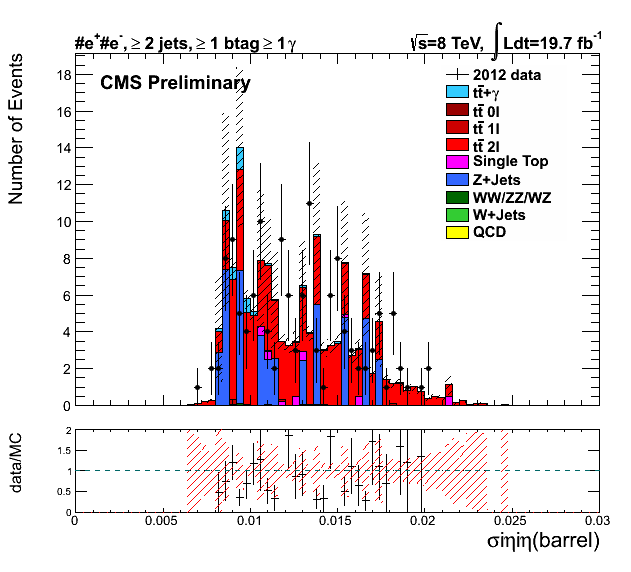 #e⁺#e⁻, ≥ 2 jets, ≥ 1 btag ≥ 1γ
√s=8 TeV, ∫ Ldt=19.7 fb⁻¹
CMS Preliminary
Number of Events
18
16
14
12
10
8
6
4
2
0
2012 data
tt̄+γ
tt̄ 0l
tt̄ 1l
tt̄ 2l
Single Top
Z+Jets
WW/ZZ/WZ
W+Jets
QCD
data/MC
2
1.5
1
0.5
0
0 0.005 0.01 0.015 0.02 0.025 0.03
σiηiη(barrel)